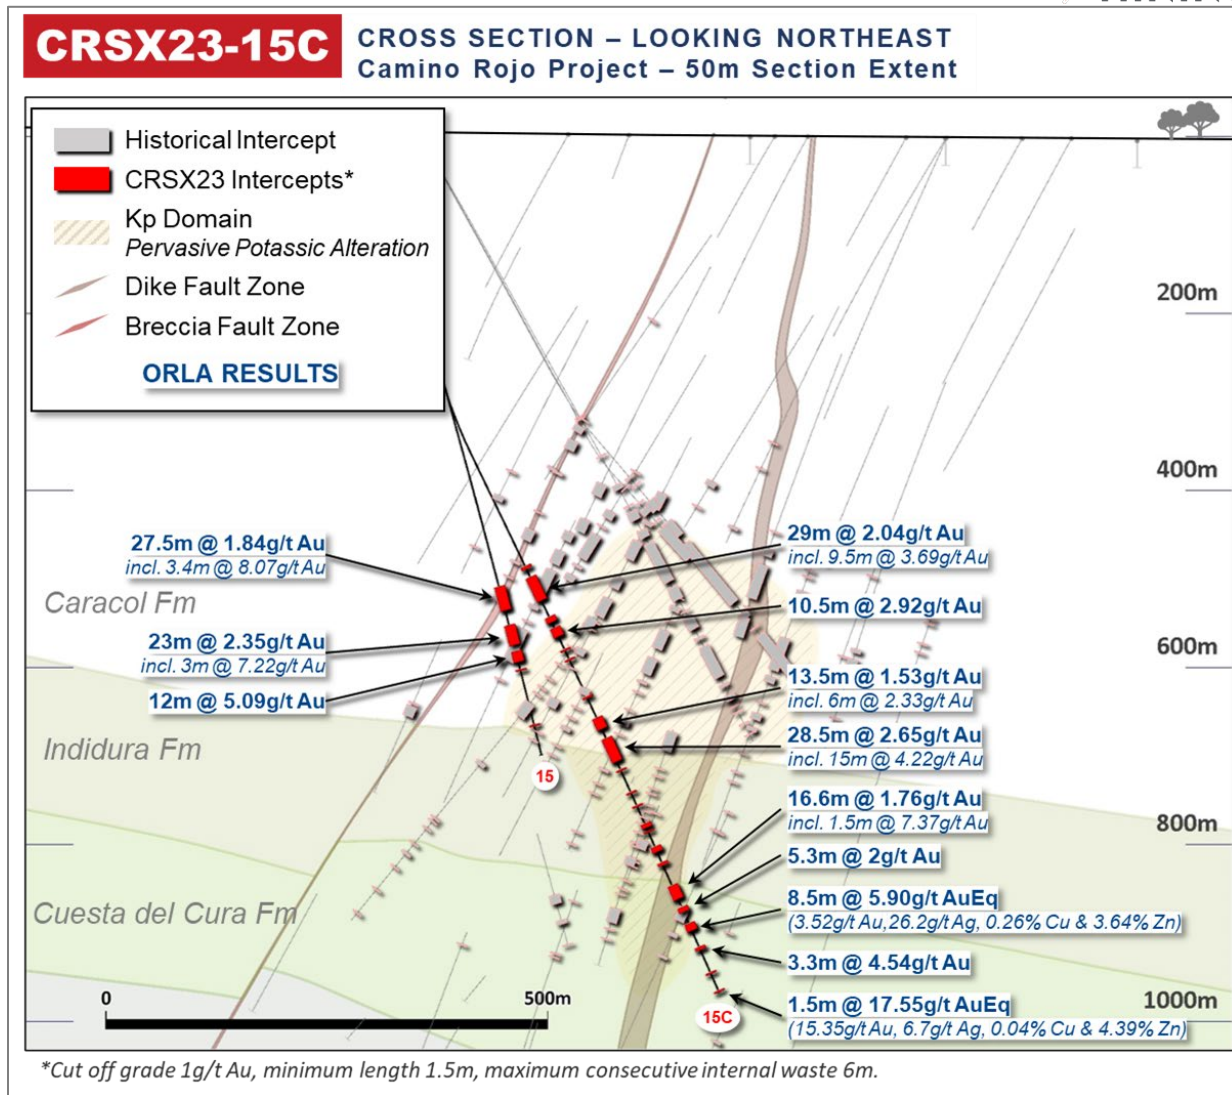 CRSX23-15C
CROSS SECTION – LOOKING NORTHEAST
Camino Rojo Project – 50m Section Extent
Historical Intercept
CRSX23 Intercepts*
Kp Domain
Pervasive Potassic Alteration
Dike Fault Zone
Breccia Fault Zone
ORLA RESULTS
200m
400m
600m
800m
1000m
27.5m @ 1.84g/t Au
incl. 3.4m @ 8.07g/t Au
Caracol Fm
23m @ 2.35g/t Au
incl. 3m @ 7.22g/t Au
12m @ 5.09g/t Au
Indidura Fm
15
Cuesta del Cura Fm
29m @ 2.04g/t Au
incl. 9.5m @ 3.69g/t Au
10.5m @ 2.92g/t Au
13.5m @ 1.53g/t Au
incl. 6m @ 2.33g/t Au
28.5m @ 2.65g/t Au
incl. 15m @ 4.22g/t Au
16.6m @ 1.76g/t Au
incl. 1.5m @ 7.37g/t Au
5.3m @ 2g/t Au
8.5m @ 5.90g/t AuEq
(3.52g/t Au,26.2g/t Ag, 0.26% Cu & 3.64% Zn)
3.3m @ 4.54g/t Au
1.5m @ 17.55g/t AuEq
(15.35g/t Au, 6.7g/t Ag, 0.04% Cu & 4.39% Zn)
15C
0 500m
*Cut off grade 1g/t Au, minimum length 1.5m, maximum consecutive internal waste 6m.